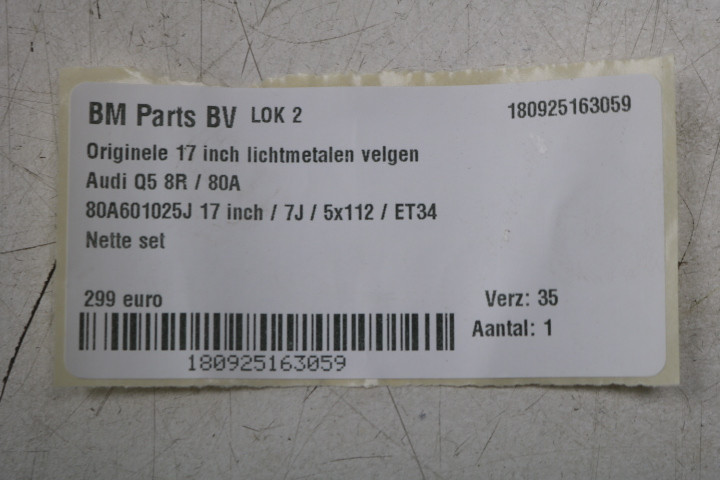 BM Parts BV LOK 2 180925163059
Originele 17 inch lichtmetalen velgen
Audi Q5 8R / 80A
80A601025J 17 inch / 7J / 5x112 / ET34
Nette set
299 euro Verz: 35
Aantal: 1
180925163059